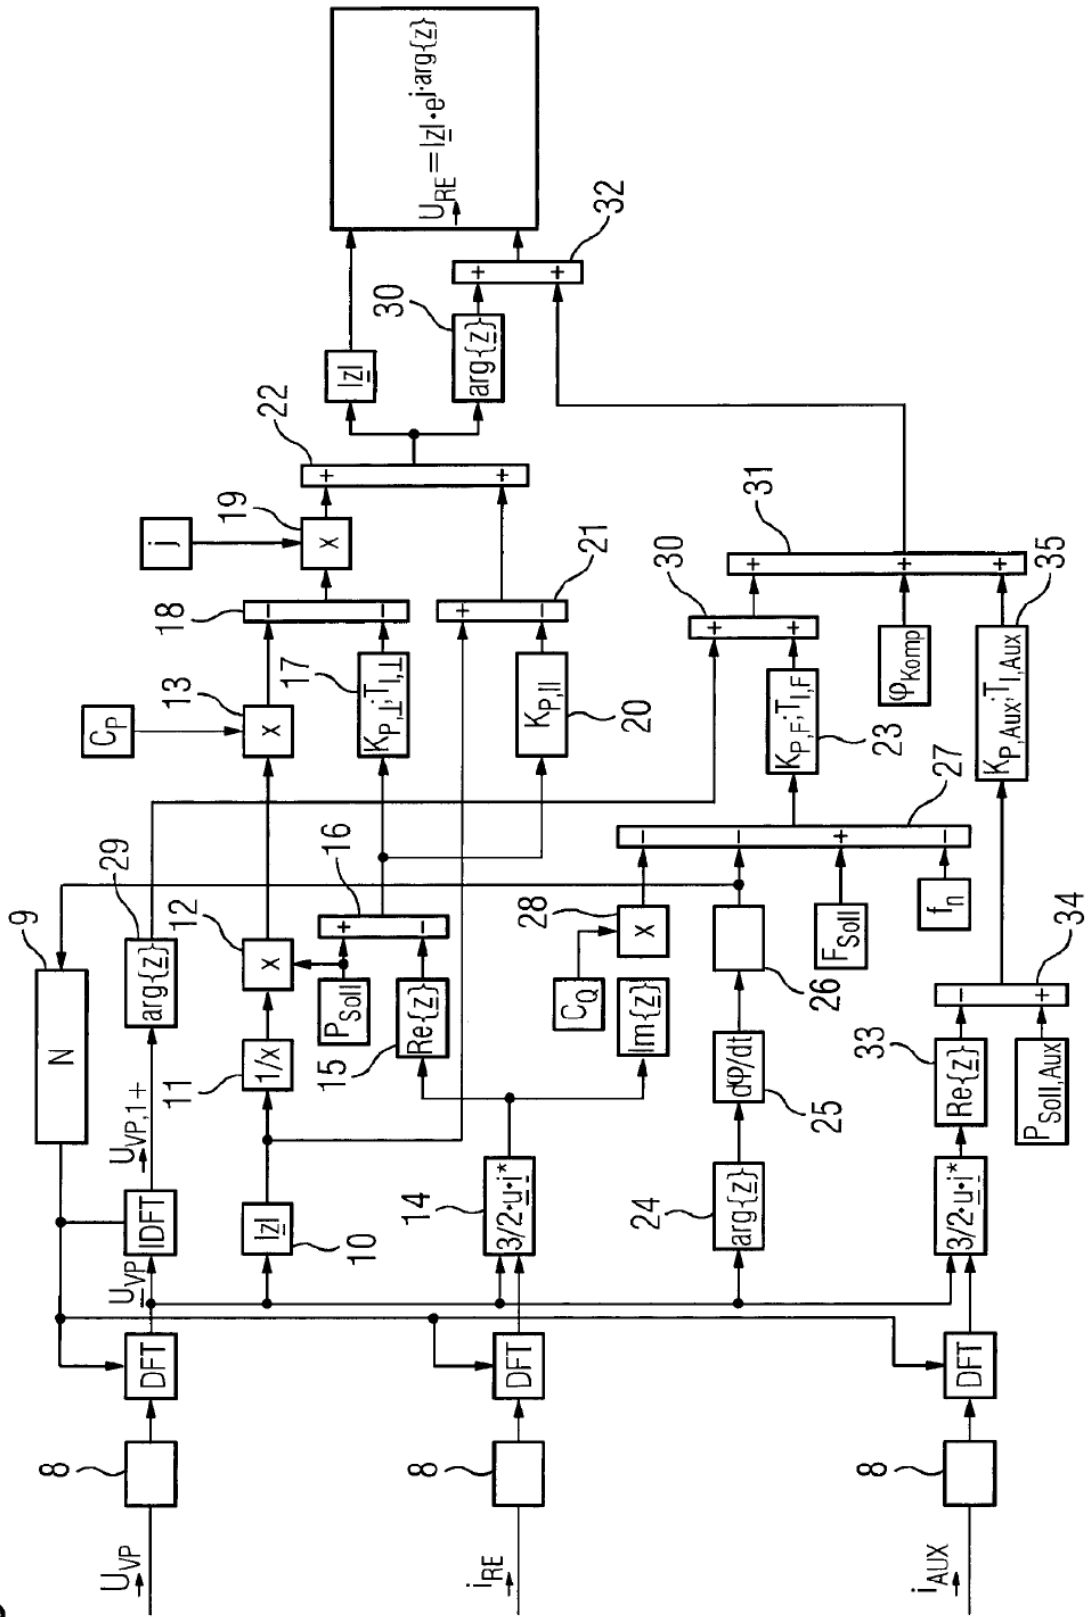 U_VP
8
DFT
U_VP
IDFT
U_VP,1+
N
9
arg{z}
29
|z|
10
1/x
11
x
12
C_P
x
13
P_Soll
+
−
16
Re{z}
15
K_P,⊥;T_I,⊥
17
−
−
18
j
x
19
K_P,||
20
+
−
21
+
+
22
|z|
arg{z}
30
+
+
32
U_RE = |z|·e^j·arg{z}
i_RE
8
DFT
3/2·u·i*
14
Im{z}
C_Q
x
28
arg{z}
24
dφ/dt
25
26
F_Soll
f_n
−
−
+
−
27
K_P,F;T_I,F
23
+
+
30
φ_Komp
+
+
+
31
i_AUX
8
DFT
3/2·u·i*
Re{z}
33
P_Soll,Aux
−
+
34
K_P,Aux;T_I,Aux
35